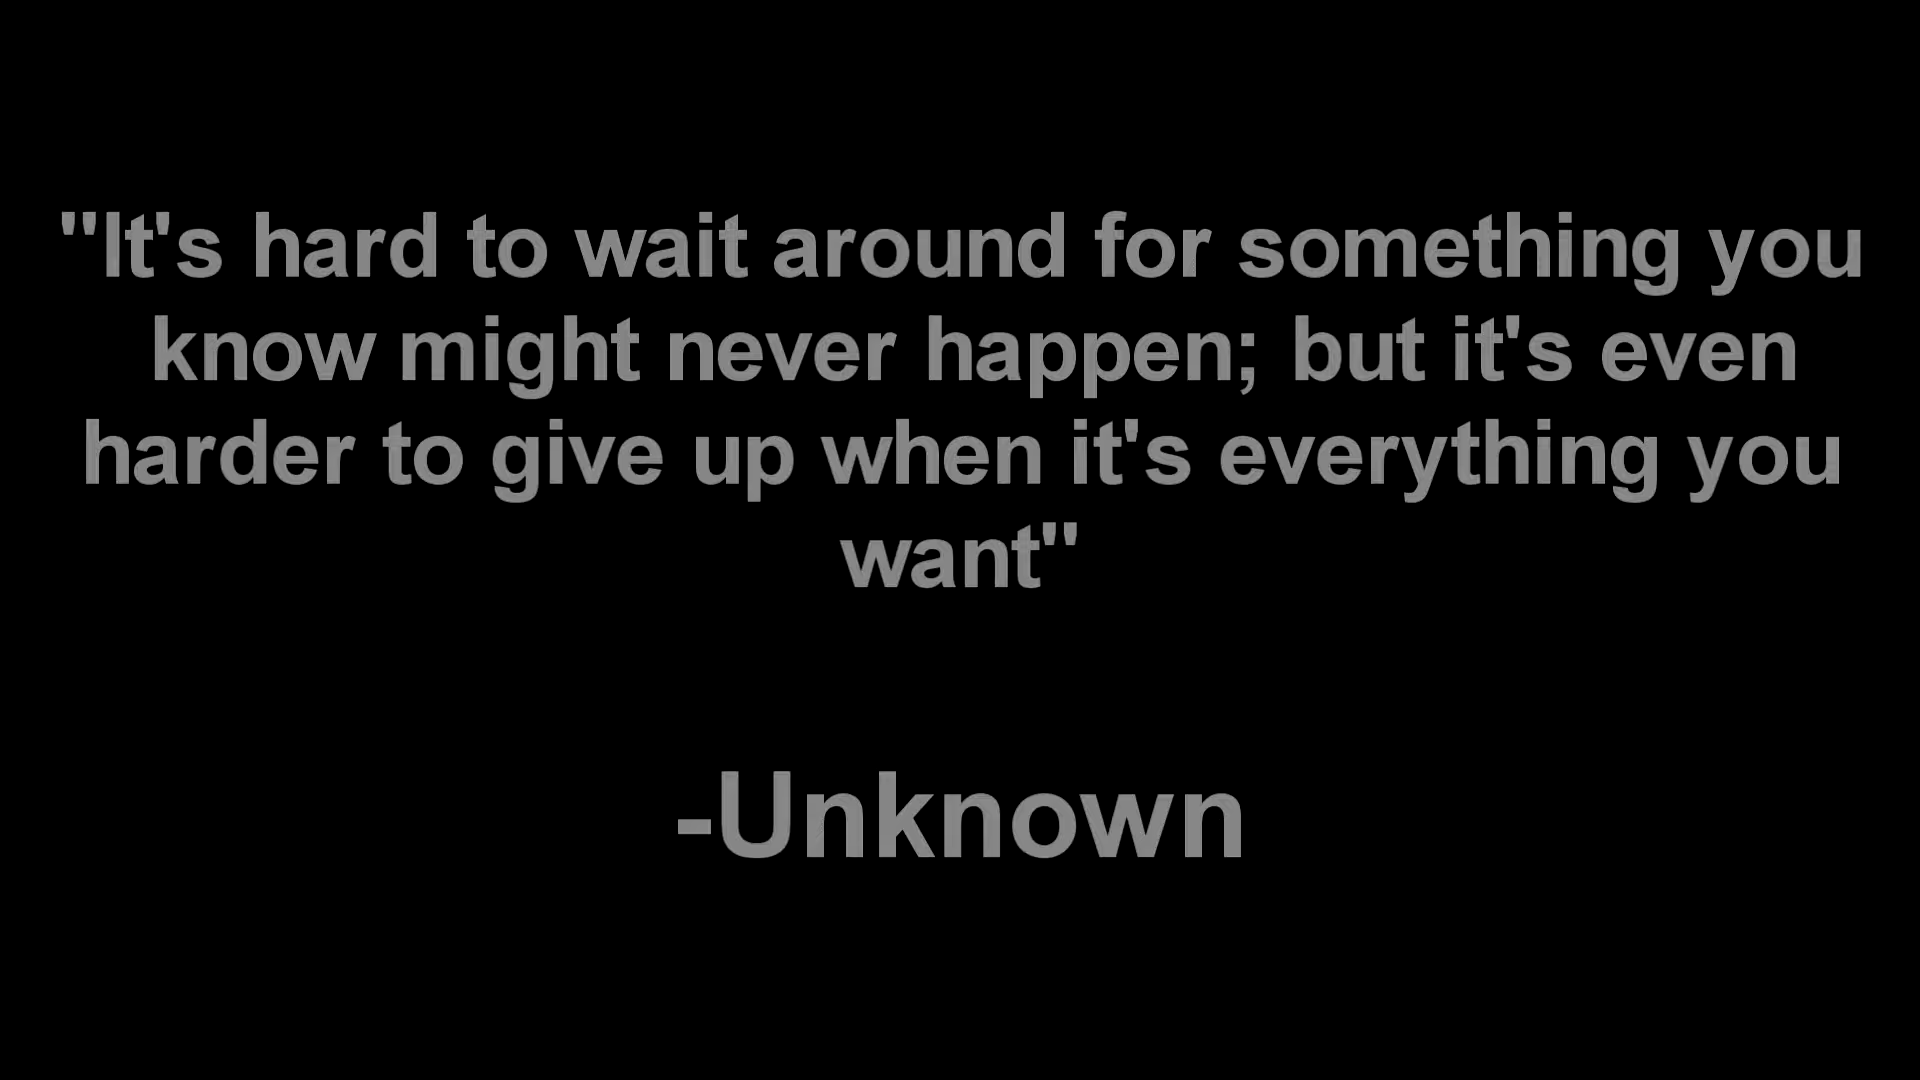 "It's hard to wait around for something you
know might never happen; but it's even
harder to give up when it's everything you
want"
-Unknown